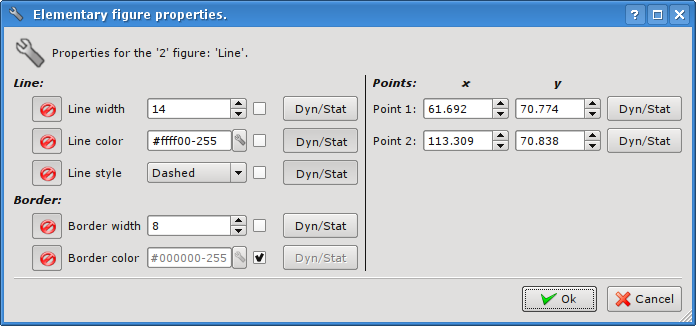 Elementary figure properties.
Properties for the '2' figure: 'Line'.
Line:
Line width 14 Dyn/Stat
Line color #ffff00-255 Dyn/Stat
Line style Dashed Dyn/Stat
Border:
Border width 8 Dyn/Stat
Border color #000000-255 Dyn/Stat
Points: x y
Point 1: 61.692 70.774 Dyn/Stat
Point 2: 113.309 70.838 Dyn/Stat
Ok Cancel